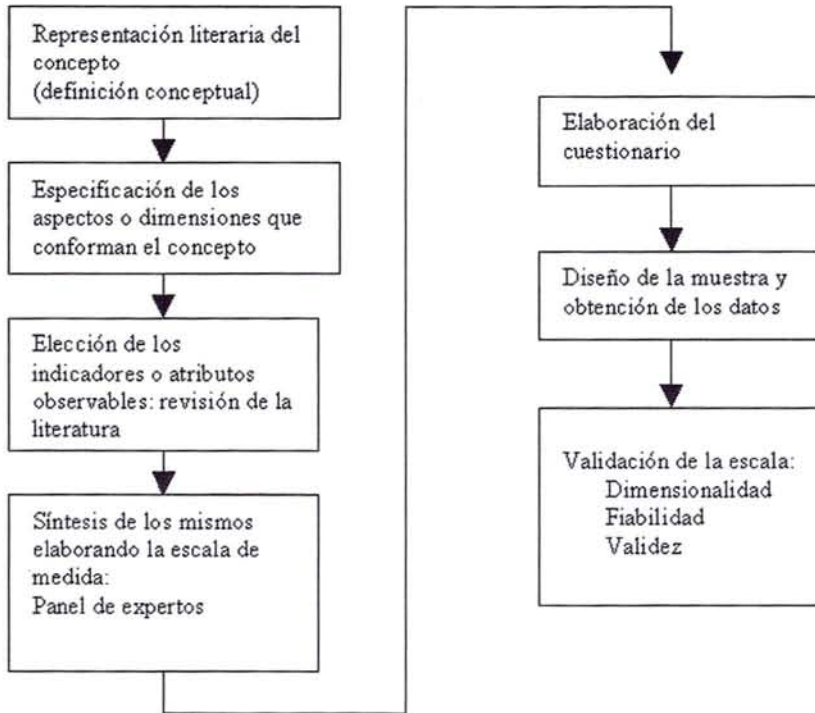 Representación literaria del
concepto
(definición conceptual)
Especificación de los
aspectos o dimensiones que
conforman el concepto
Elección de los
indicadores o atributos
observables: revisión de la
literatura
Síntesis de los mismos
elaborando la escala de
medida:
Panel de expertos
Elaboración del
cuestionario
Diseño de la muestra y
obtención de los datos
Validación de la escala:
Dimensionalidad
Fiabilidad
Validez